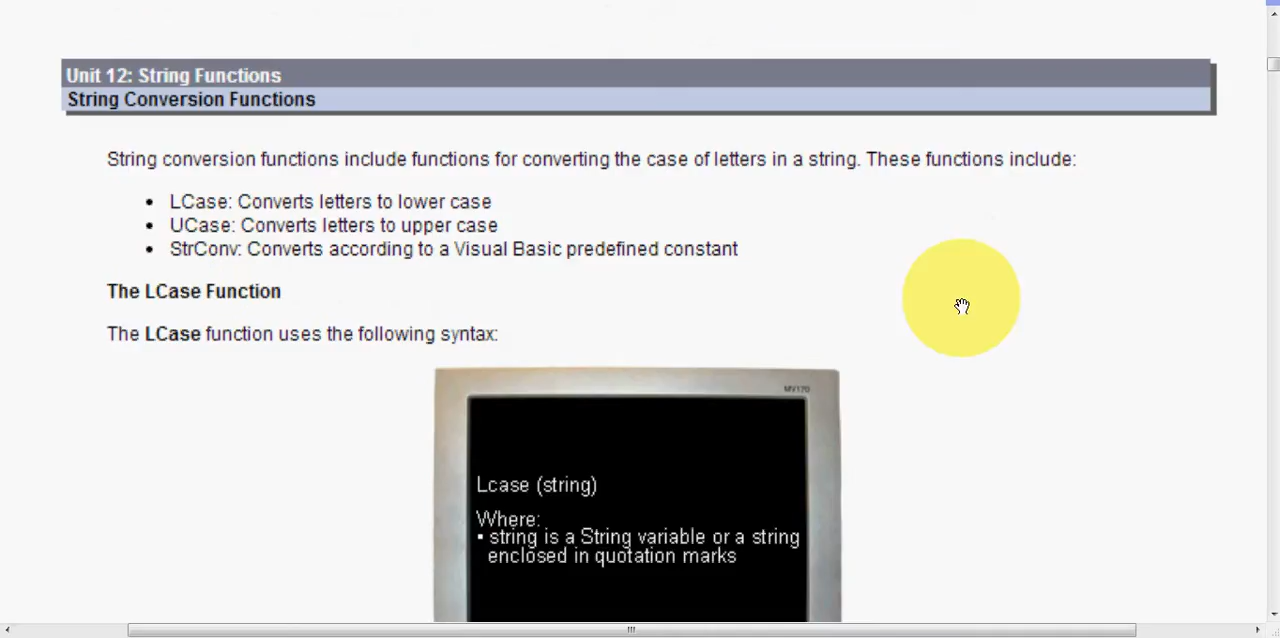 Unit 12: String Functions
String Conversion Functions
String conversion functions include functions for converting the case of letters in a string. These functions include:
• LCase: Converts letters to lower case
• UCase: Converts letters to upper case
• StrConv: Converts according to a Visual Basic predefined constant
The LCase Function
The LCase function uses the following syntax:
MV170
Lcase (string)
Where:
▪ string is a String variable or a string
enclosed in quotation marks